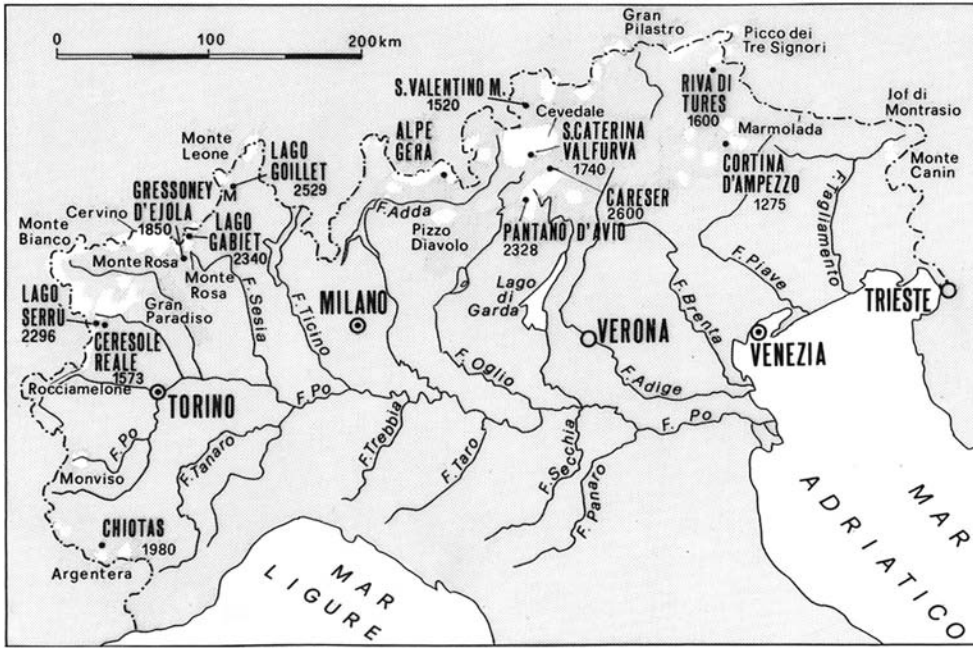 0
100
200 km
Gran
Pilastro
Picco dei
Tre Signori
S.VALENTINO M.
1520
Cevedale
RIVA DI
TURES
1600
Jof di
Montrasio
Monte
Leone
LAGO
GOILLET
2529
ALPE
GERA
S.CATERINA
VALFURVA
1740
Marmolada
GRESSONEY
D'EJOLA
1850
M
CORTINA
D'AMPEZZO
1275
Monte
Canin
Cervino
LAGO
GABIET
2340
F. Adda
CARESER
2600
F. Tagliamento
Monte
Bianco
Pizzo
Diavolo
PANTANO D'AVIO
2328
Monte Rosa
Monte
Rosa
Lago
di
Garda
F. Piave
LAGO
SERRÙ
2296
Gran
Paradiso
F. Sesia
F. Ticino
MILANO
F. Brenta
TRIESTE
CERESOLE
REALE
1573
VERONA
VENEZIA
Rocciamelone
TORINO
F. Po
F. Oglio
F. Adige
F. Po
F. Po
F. Tanaro
F. Trebbia
F. Taro
F. Secchia
F. Panaro
Monviso
CHIOTAS
1980
Argentera
MAR
LIGURE
MAR
ADRIATICO